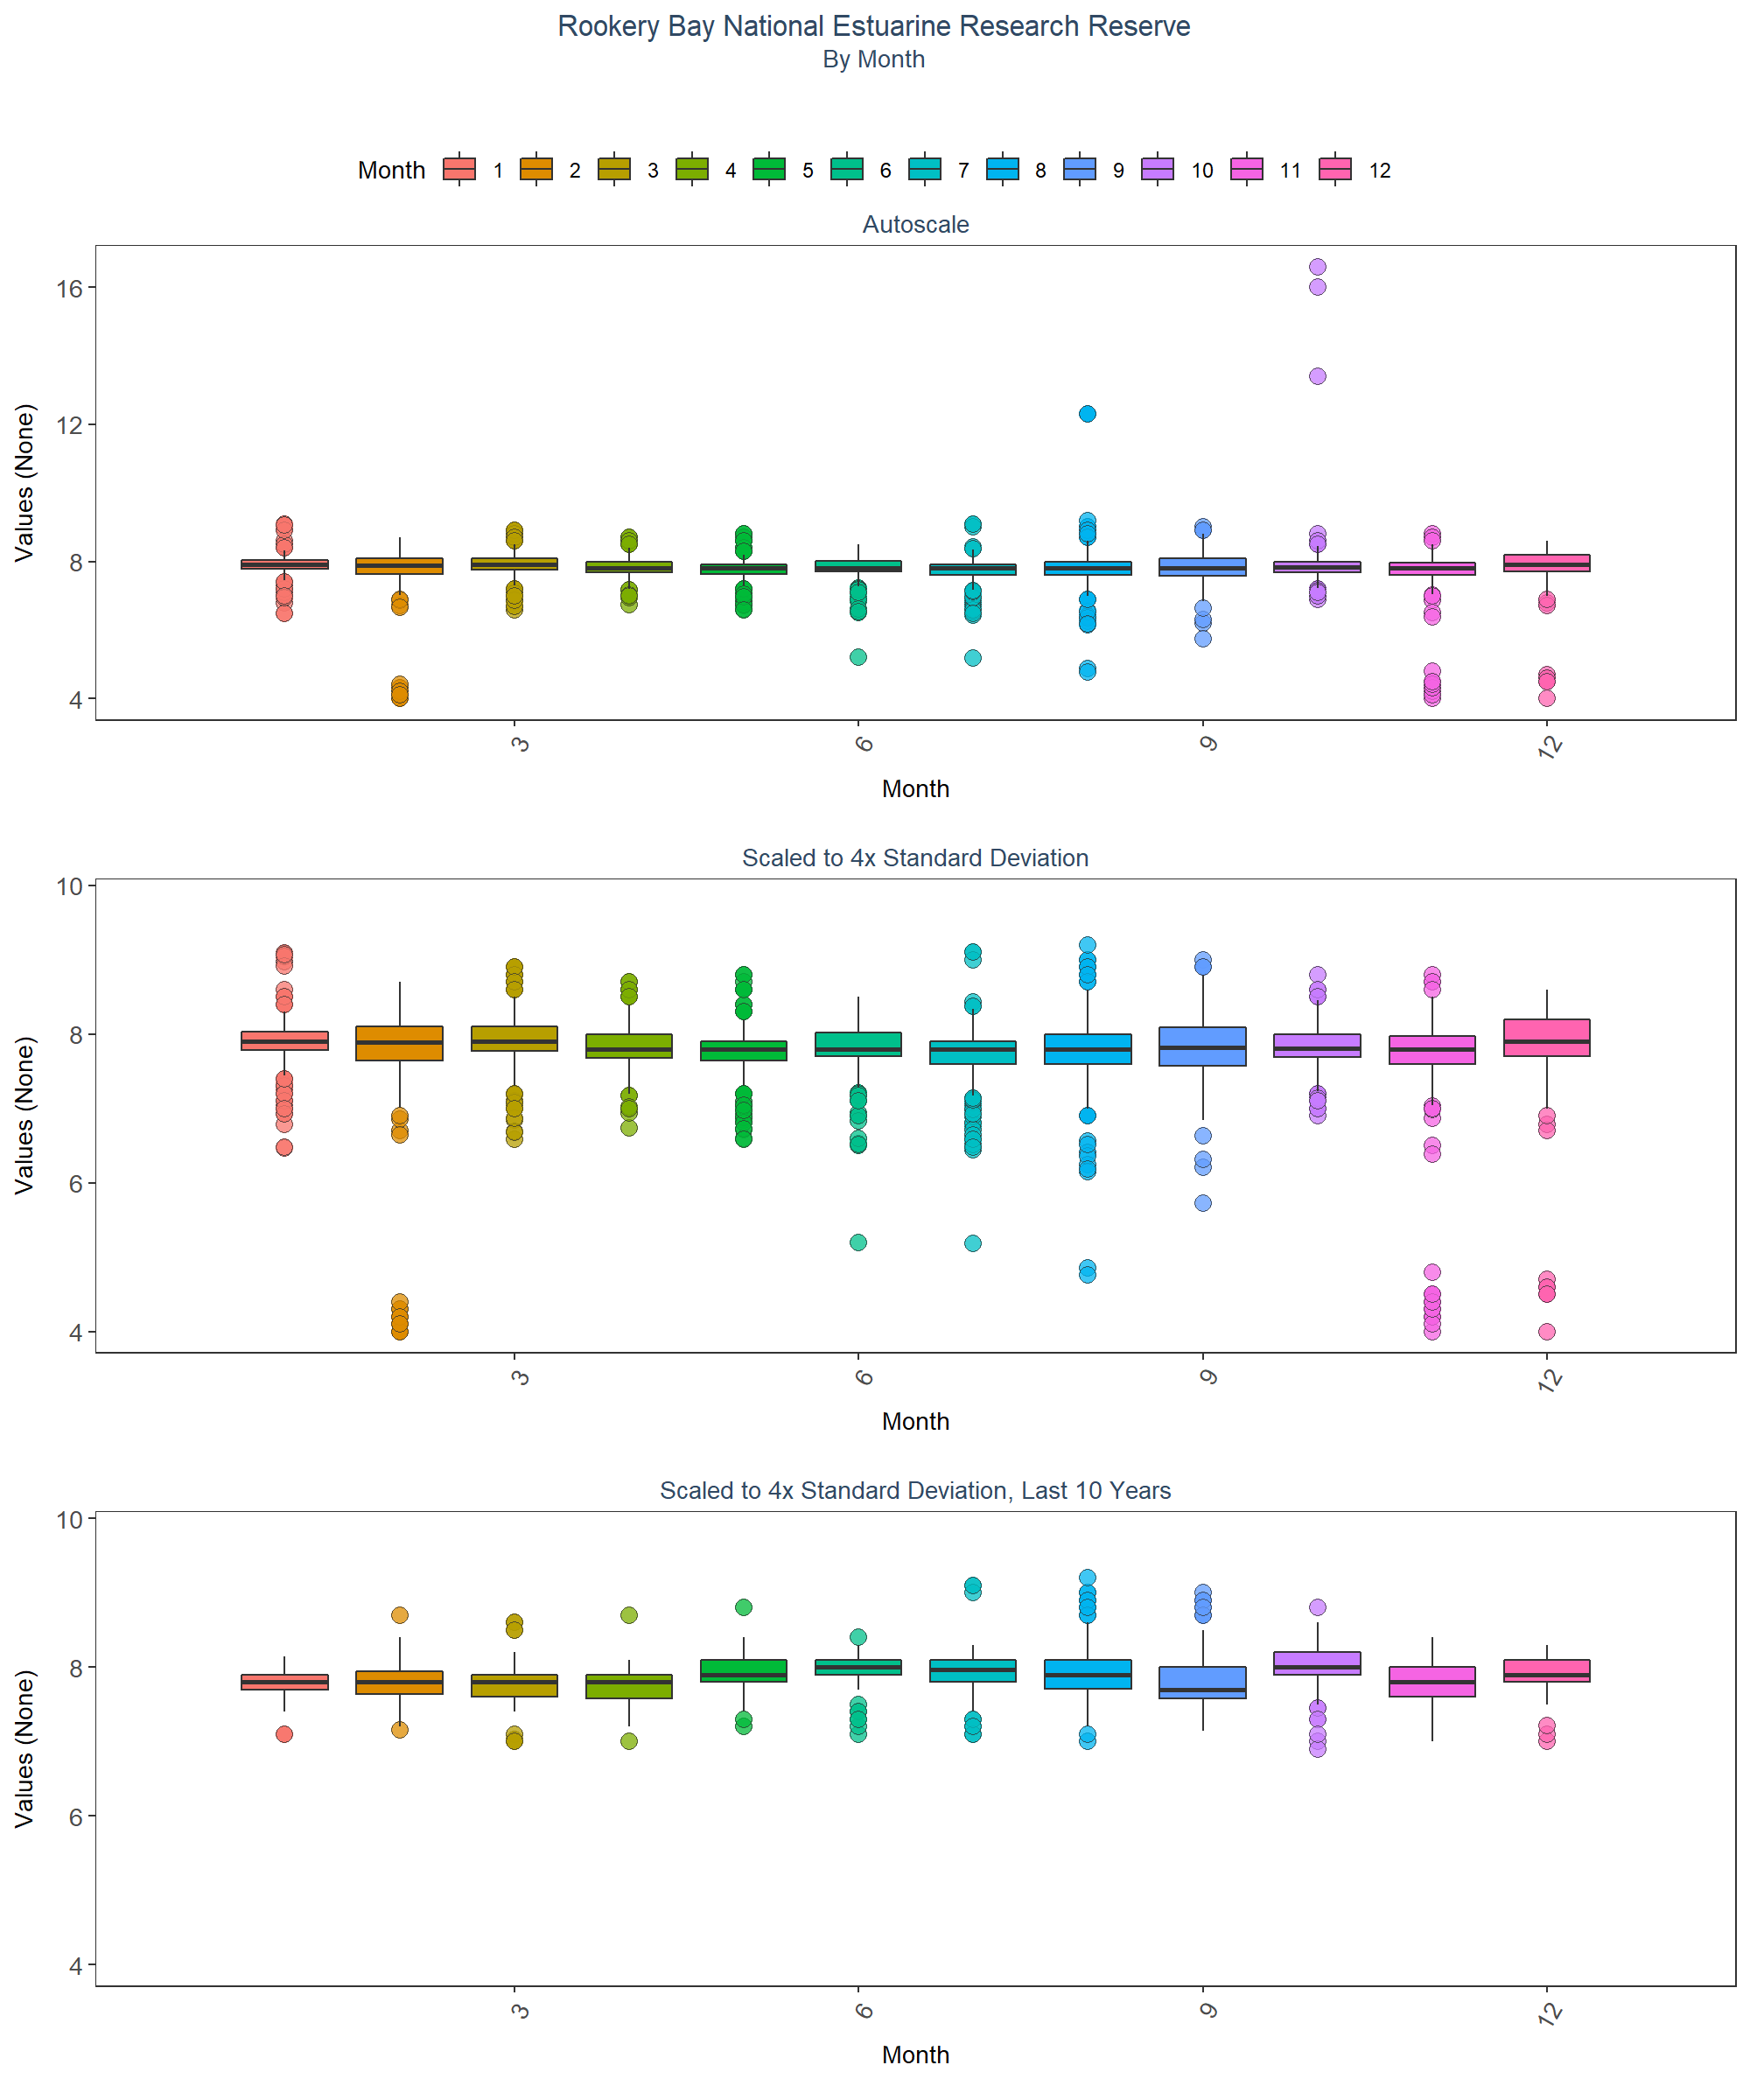 Rookery Bay National Estuarine Research Reserve
By Month
Month 1 2 3 4 5 6 7 8 9 10 11 12
Autoscale
Values (None)
16
12
8
4
3 6 9 12
Month
Scaled to 4x Standard Deviation
Values (None)
10
8
6
4
3 6 9 12
Month
Scaled to 4x Standard Deviation, Last 10 Years
Values (None)
10
8
6
4
3 6 9 12
Month